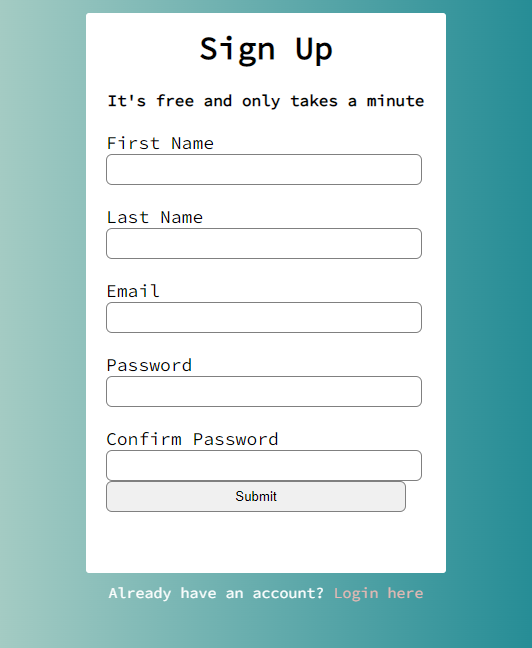 Sign Up
It's free and only takes a minute
First Name
Last Name
Email
Password
Confirm Password
Submit
Already have an account? Login here